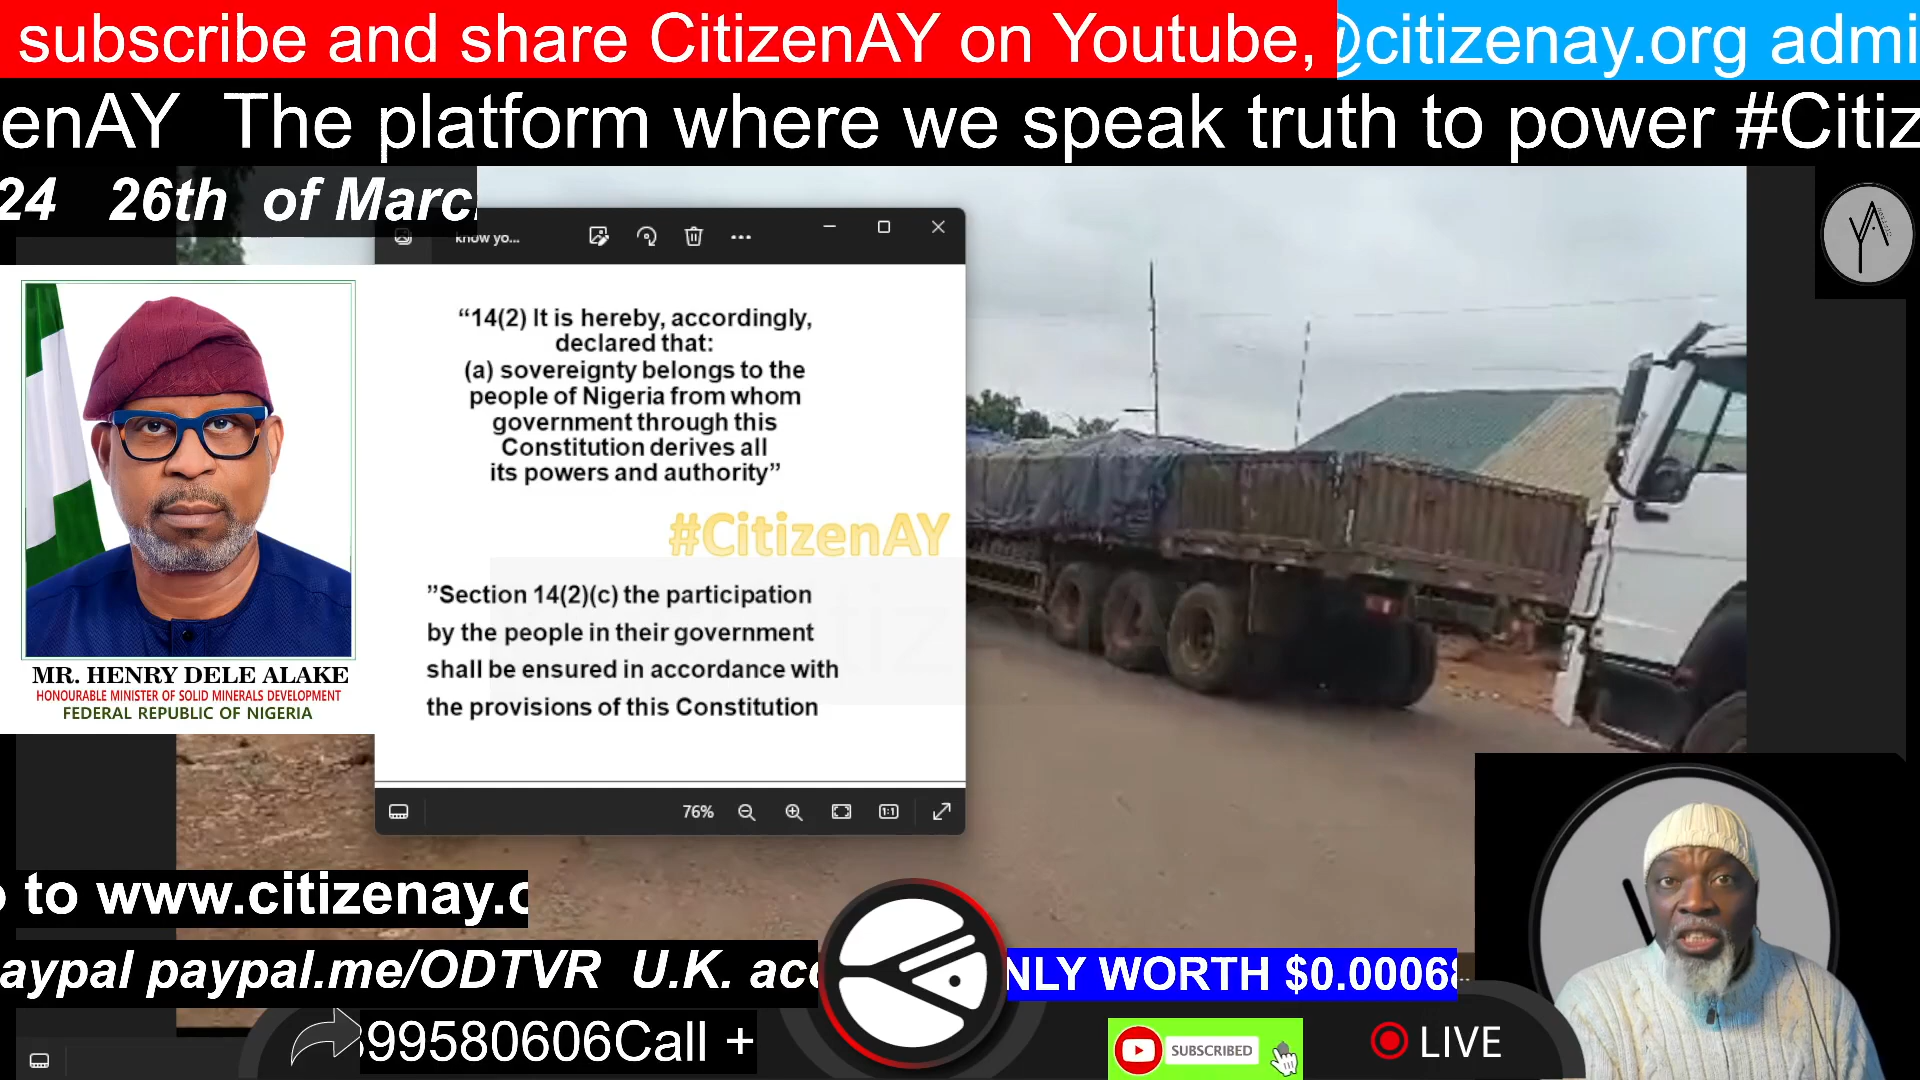 subscribe and share CitizenAY on Youtube,
@citizenay.org admi
enAY The platform where we speak truth to power #Citiz
24 26th of Marc
know yo...
“14(2) It is hereby, accordingly,
declared that:
(a) sovereignty belongs to the
people of Nigeria from whom
government through this
Constitution derives all
its powers and authority”
#CitizenAY
”Section 14(2)(c) the participation
by the people in their government
shall be ensured in accordance with
the provisions of this Constitution
MR. HENRY DELE ALAKE
HONOURABLE MINISTER OF SOLID MINERALS DEVELOPMENT
FEDERAL REPUBLIC OF NIGERIA
76%
1:1
to www.citizenay.o
aypal paypal.me/ODTVR U.K. acc
NLY WORTH $0.00068
99580606Call +
SUBSCRIBED
LIVE